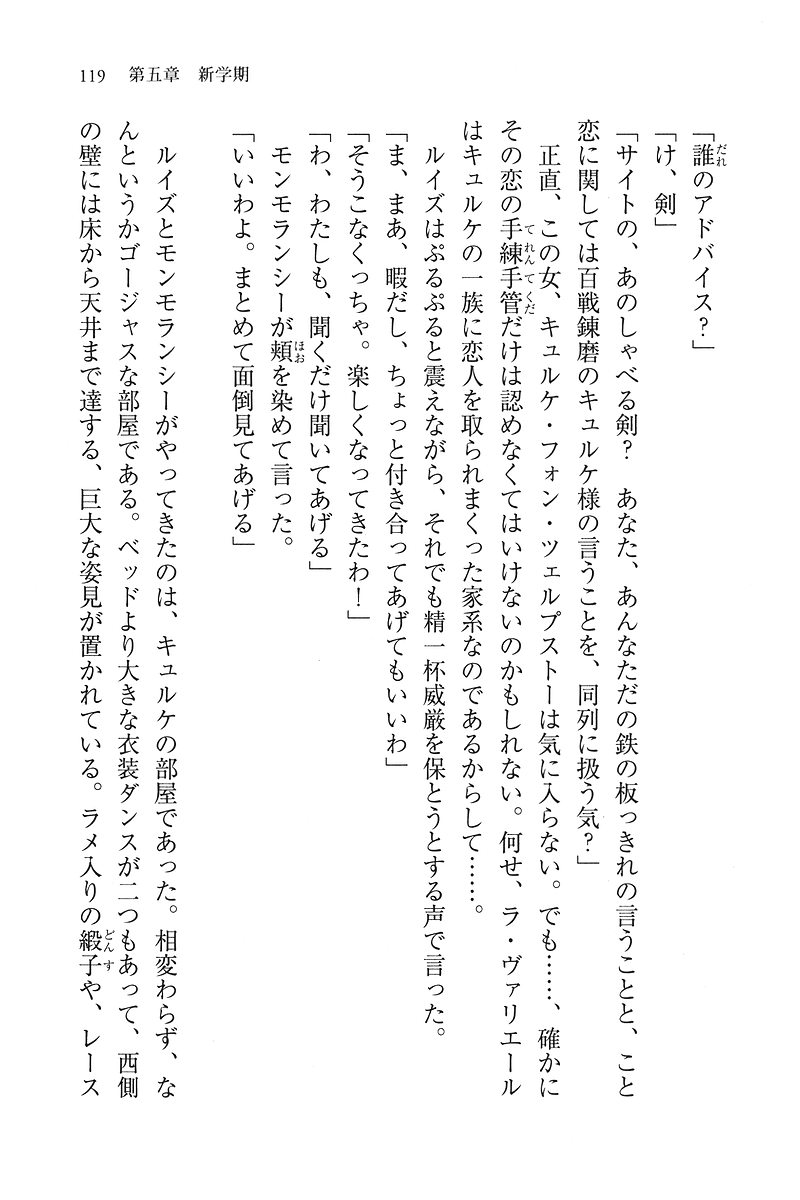 119　第五章　新学期
「誰のアドバイス？」
「け、剣」
「サイトの、あのしゃべる剣？　あなた、あんなただの鉄の板っきれの言うことと、こと
恋に関しては百戦錬磨のキュルケ様の言うことを、同列に扱う気？」
　正直、この女、キュルケ・フォン・ツェルプストーは気に入らない。でも……、確かに
その恋の手練手管だけは認めなくてはいけないのかもしれない。何せ、ラ・ヴァリエール
はキュルケの一族に恋人を取られまくった家系なのであるからして……。
　ルイズはぷるぷると震えながら、それでも精一杯威厳を保とうとする声で言った。
「ま、まあ、暇だし、ちょっと付き合ってあげてもいいわ」
「そうこなくっちゃ。楽しくなってきたわ！」
「わ、わたしも、聞くだけ聞いてあげる」
　モンモランシーが頬を染めて言った。
「いいわよ。まとめて面倒見てあげる」
　ルイズとモンモランシーがやってきたのは、キュルケの部屋であった。相変わらず、な
んというかゴージャスな部屋である。ベッドより大きな衣装ダンスが二つもあって、西側
の壁には床から天井まで達する、巨大な姿見が置かれている。ラメ入りの緞子や、レース